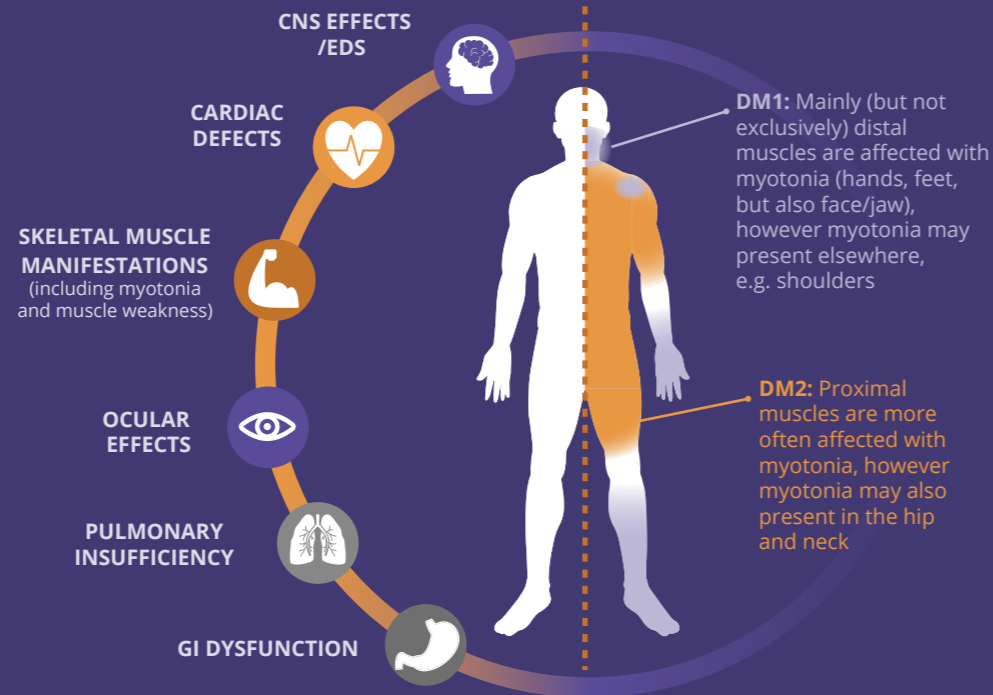 CNS EFFECTS
/EDS
CARDIAC
DEFECTS
SKELETAL MUSCLE
MANIFESTATIONS
(including myotonia
and muscle weakness)
OCULAR
EFFECTS
PULMONARY
INSUFFICIENCY
GI DYSFUNCTION
DM1: Mainly (but not
exclusively) distal
muscles are affected with
myotonia (hands, feet,
but also face/jaw),
however myotonia may
present elsewhere,
e.g. shoulders
DM2: Proximal
muscles are more
often affected with
myotonia, however
myotonia may also
present in the hip
and neck